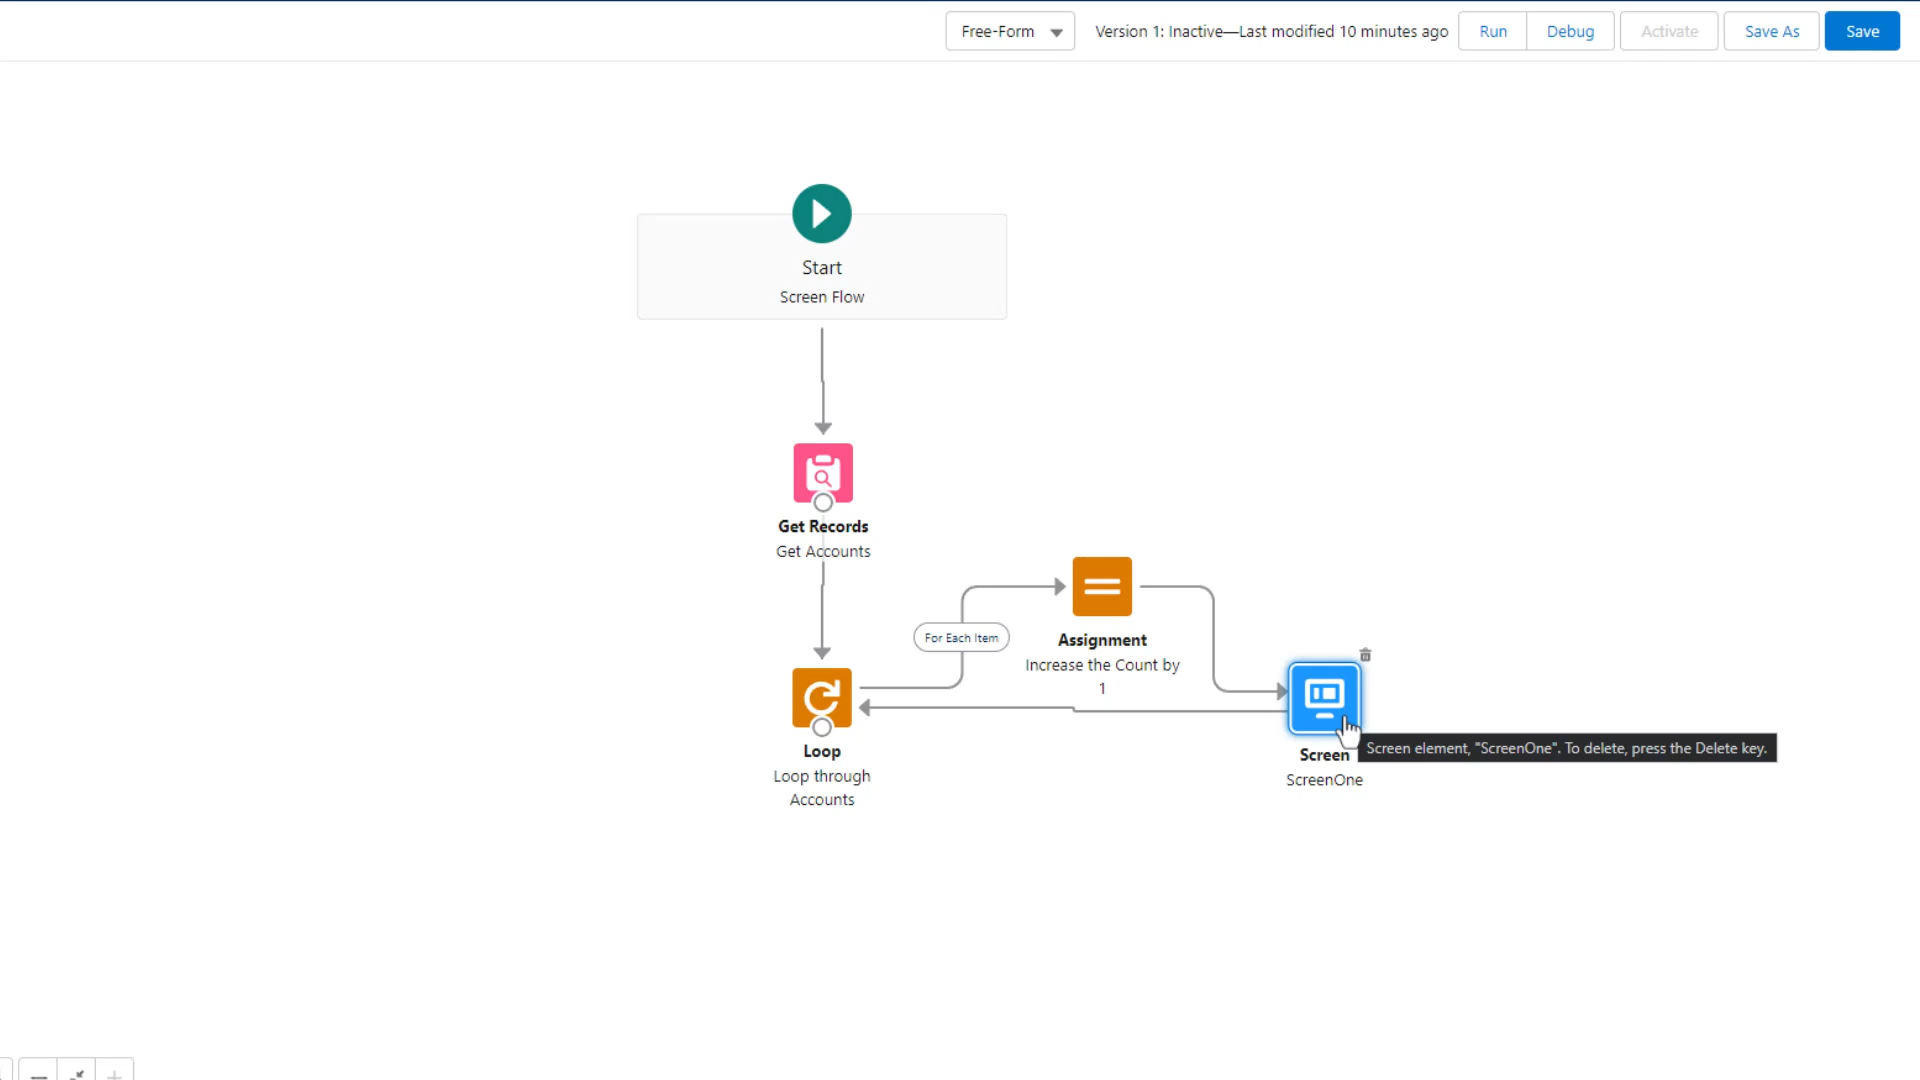 Free-Form
Version 1: Inactive—Last modified 10 minutes ago
Run
Debug
Activate
Save As
Save
Start
Screen Flow
Get Records
Get Accounts
For Each Item
Assignment
Increase the Count by
1
Loop
Loop through
Accounts
Screen
ScreenOne
Screen element, "ScreenOne". To delete, press the Delete key.